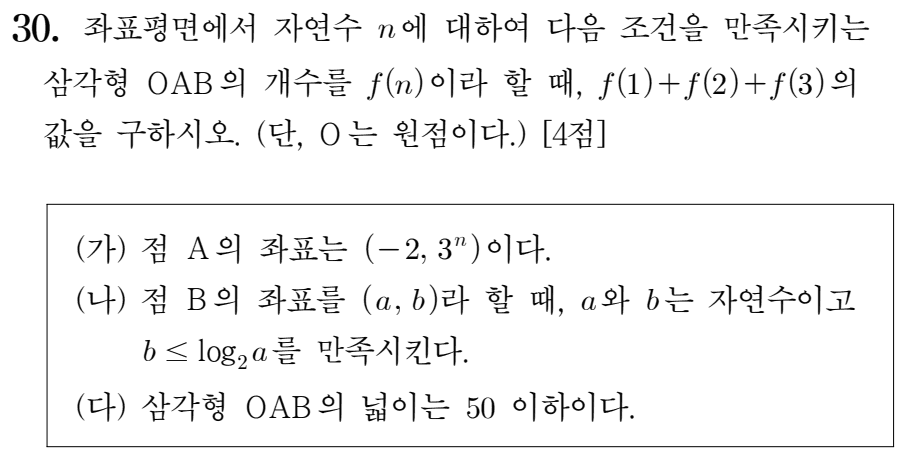 30. 좌표평면에서 자연수 n에 대하여 다음 조건을 만족시키는
삼각형 OAB의 개수를 f(n)이라 할 때, f(1)+f(2)+f(3)의
값을 구하시오. (단, O는 원점이다.) [4점]
(가) 점 A의 좌표는 (−2, 3ⁿ)이다.
(나) 점 B의 좌표를 (a, b)라 할 때, a와 b는 자연수이고
b ≤ log₂a를 만족시킨다.
(다) 삼각형 OAB의 넓이는 50 이하이다.